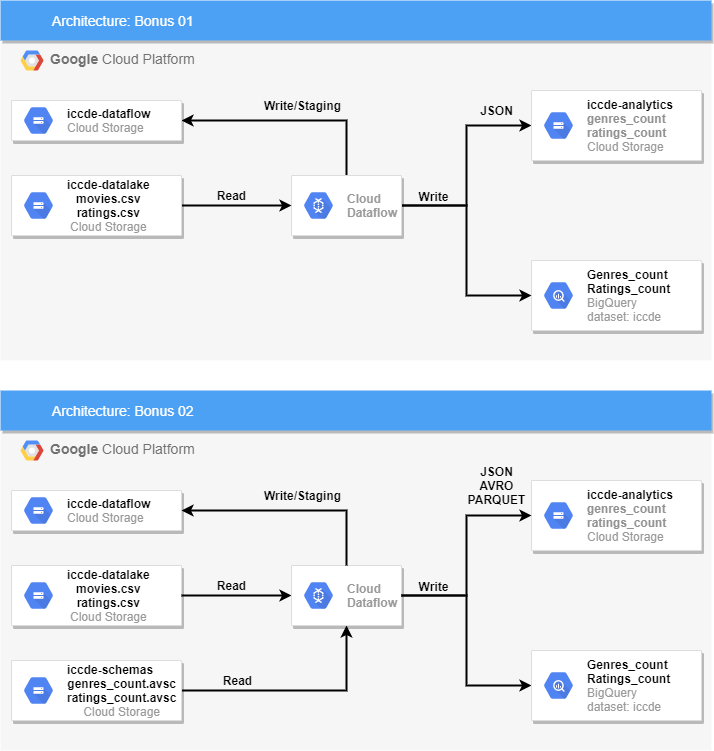 Architecture: Bonus 01
Google Cloud Platform
iccde-dataflow
Cloud Storage
Write/Staging
JSON
iccde-analytics
genres_count
ratings_count
Cloud Storage
iccde-datalake
movies.csv
ratings.csv
Cloud Storage
Read
Cloud
Dataflow
Write
Genres_count
Ratings_count
BigQuery
dataset: iccde
Architecture: Bonus 02
Google Cloud Platform
iccde-dataflow
Cloud Storage
Write/Staging
JSON
AVRO
PARQUET
iccde-analytics
genres_count
ratings_count
Cloud Storage
iccde-datalake
movies.csv
ratings.csv
Cloud Storage
Read
Cloud
Dataflow
Write
iccde-schemas
genres_count.avsc
ratings_count.avsc
Cloud Storage
Read
Genres_count
Ratings_count
BigQuery
dataset: iccde